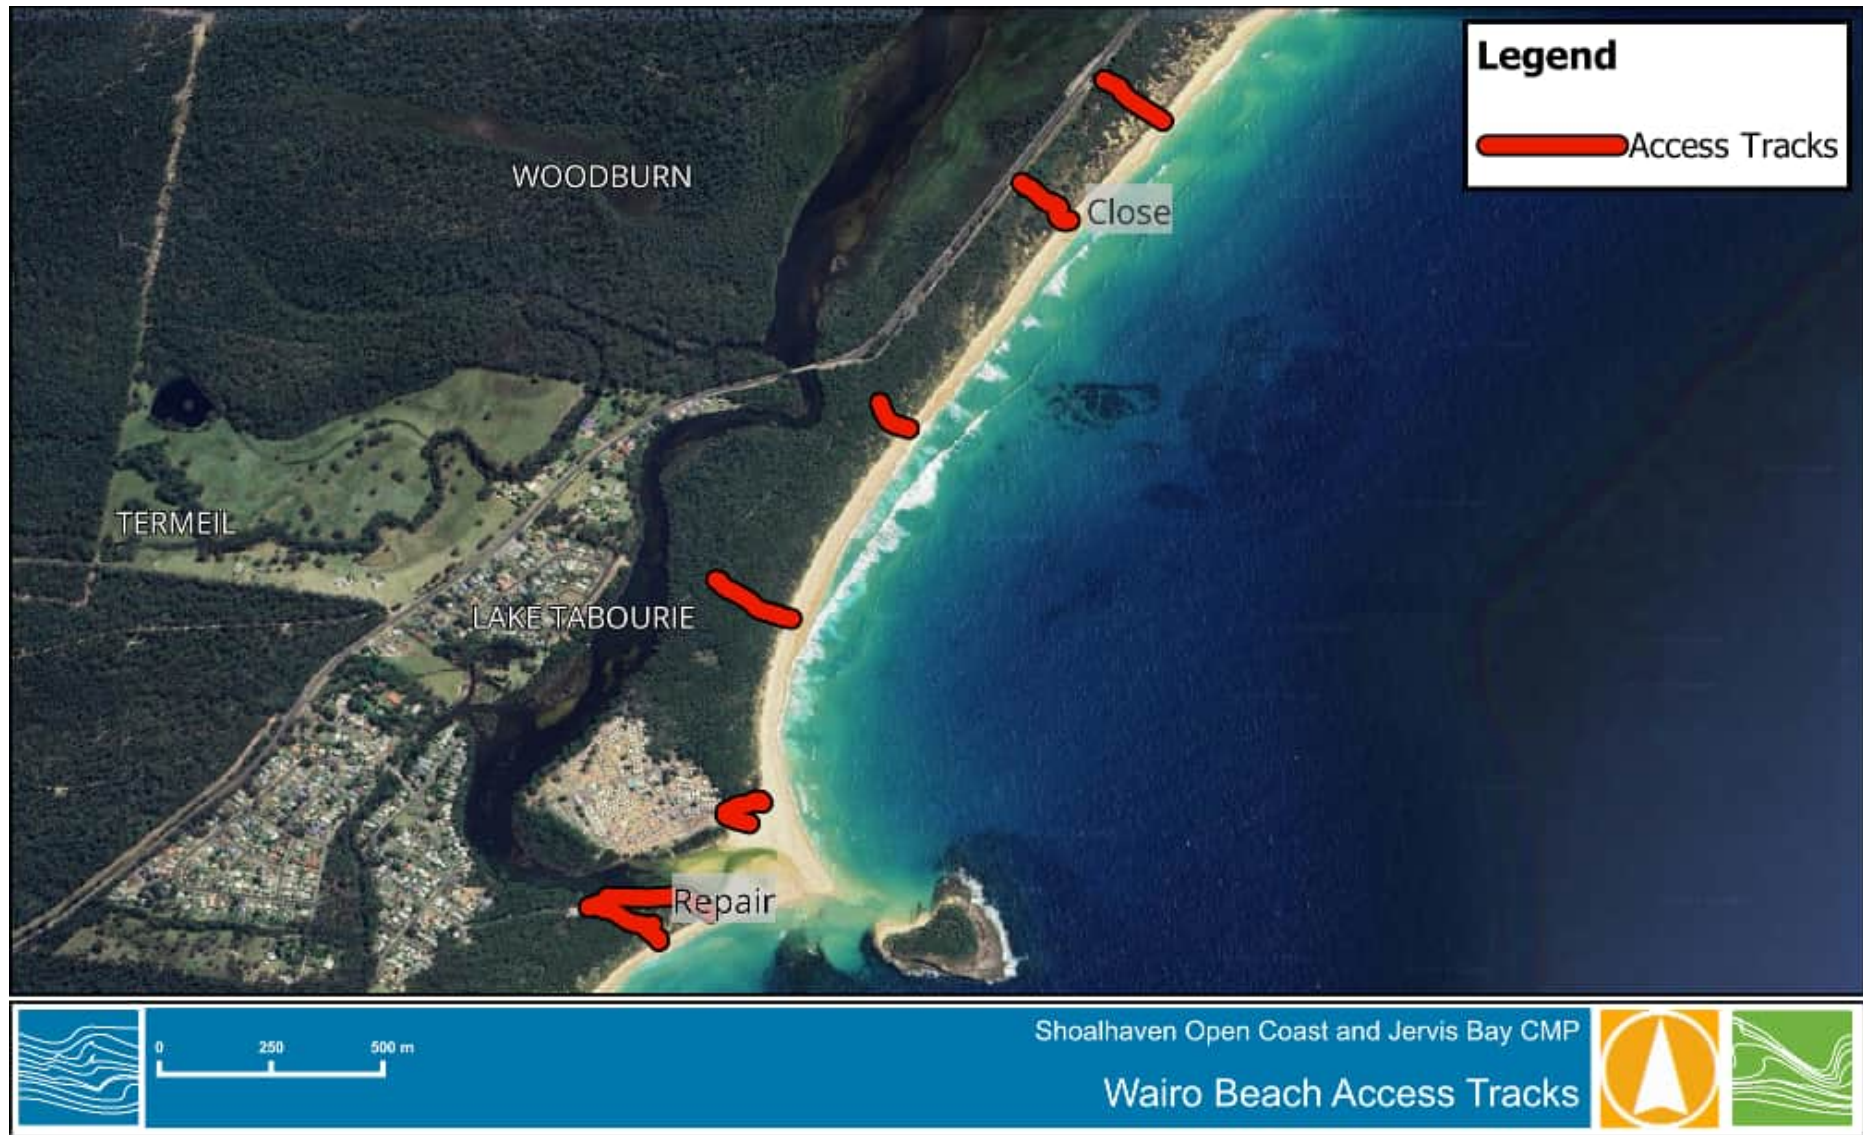 Legend
Access Tracks
WOODBURN
Close
TERMEIL
LAKE TABOURIE
Repair
0 250 500 m
Shoalhaven Open Coast and Jervis Bay CMP
Wairo Beach Access Tracks